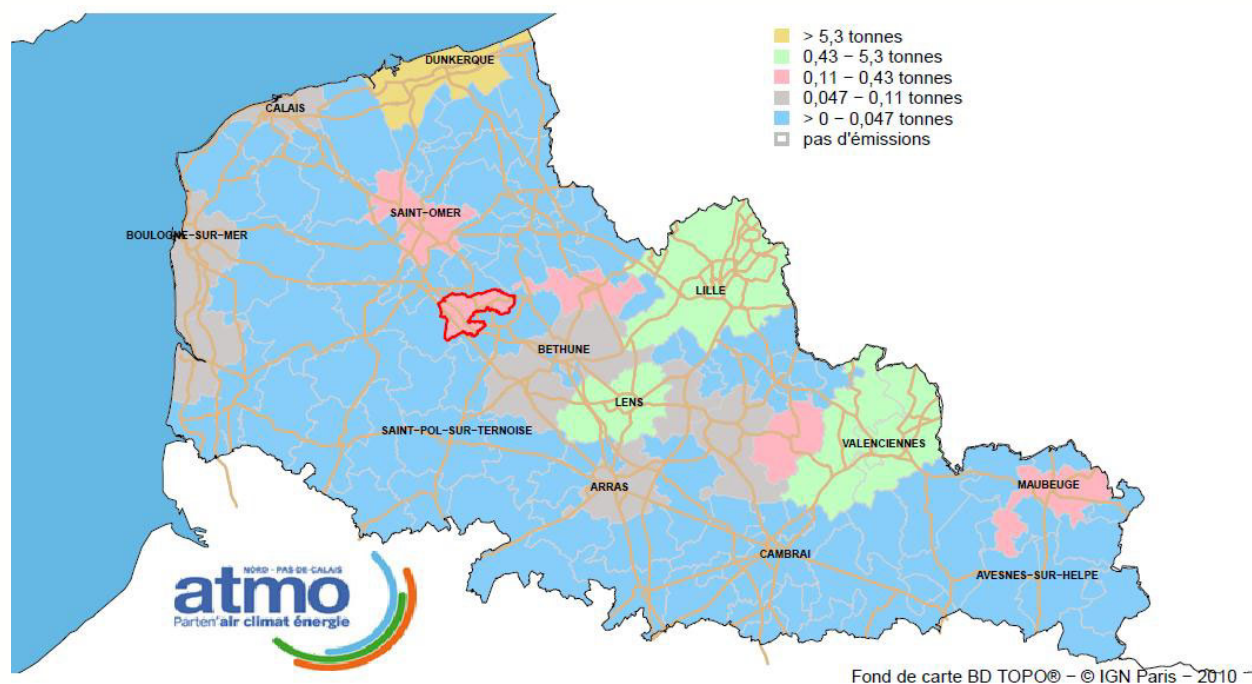 > 5,3 tonnes
0,43 − 5,3 tonnes
0,11 − 0,43 tonnes
0,047 − 0,11 tonnes
> 0 − 0,047 tonnes
pas d'émissions
DUNKERQUE
CALAIS
SAINT−OMER
BOULOGNE−SUR−MER
LILLE
BETHUNE
LENS
SAINT−POL−SUR−TERNOISE
VALENCIENNES
ARRAS
MAUBEUGE
CAMBRAI
AVESNES−SUR−HELPE
NORD - PAS-DE-CALAIS
atmo
Parten'air climat énergie
Fond de carte BD TOPO® − © IGN Paris − 2010 −